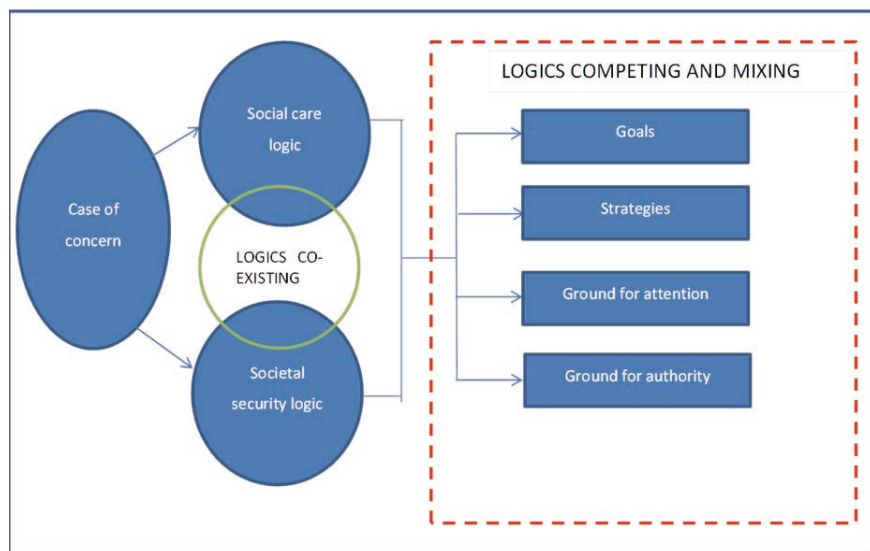 LOGICS COMPETING AND MIXING
Social care
logic
Goals
Case of
concern
Strategies
LOGICS CO-
EXISTING
Ground for attention
Societal
security logic
Ground for authority